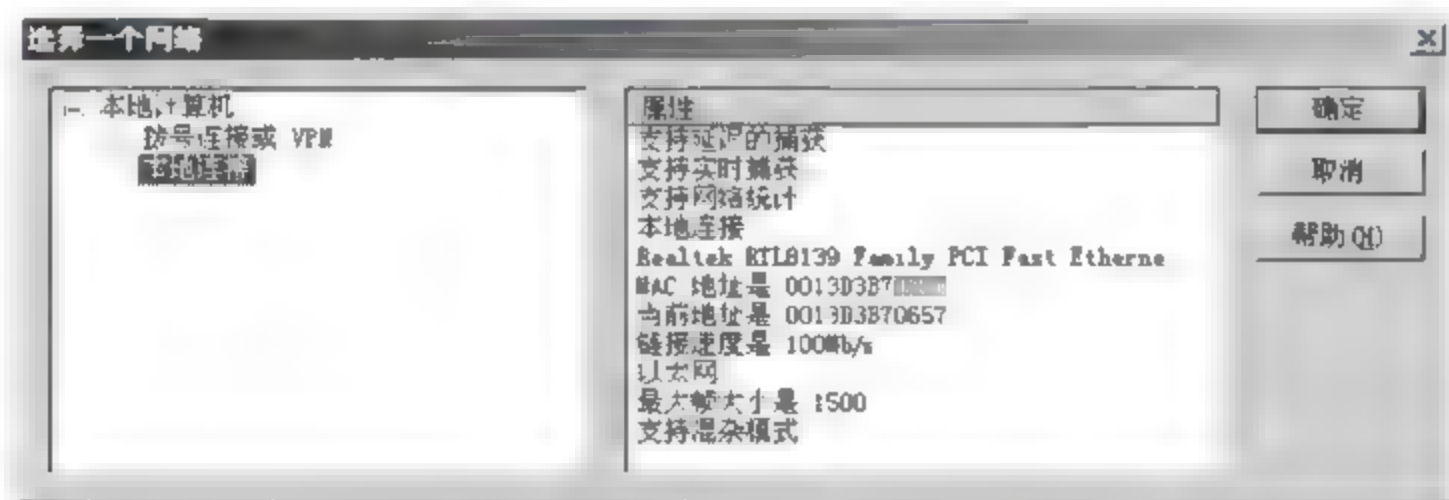 选择一个网络
本地计算机
拨号连接或 VPN
本地连接
属性
支持延迟的捕获
支持实时捕获
支持网络统计
本地连接
Realtek RTL8139 Family PCI Fast Etherne
MAC 地址是 0013D3B7
当前地址是 0013D3B70657
链接速度是 100Mb/s
以太网
最大帧大小是 1500
支持混杂模式
确定
取消
帮助(H)